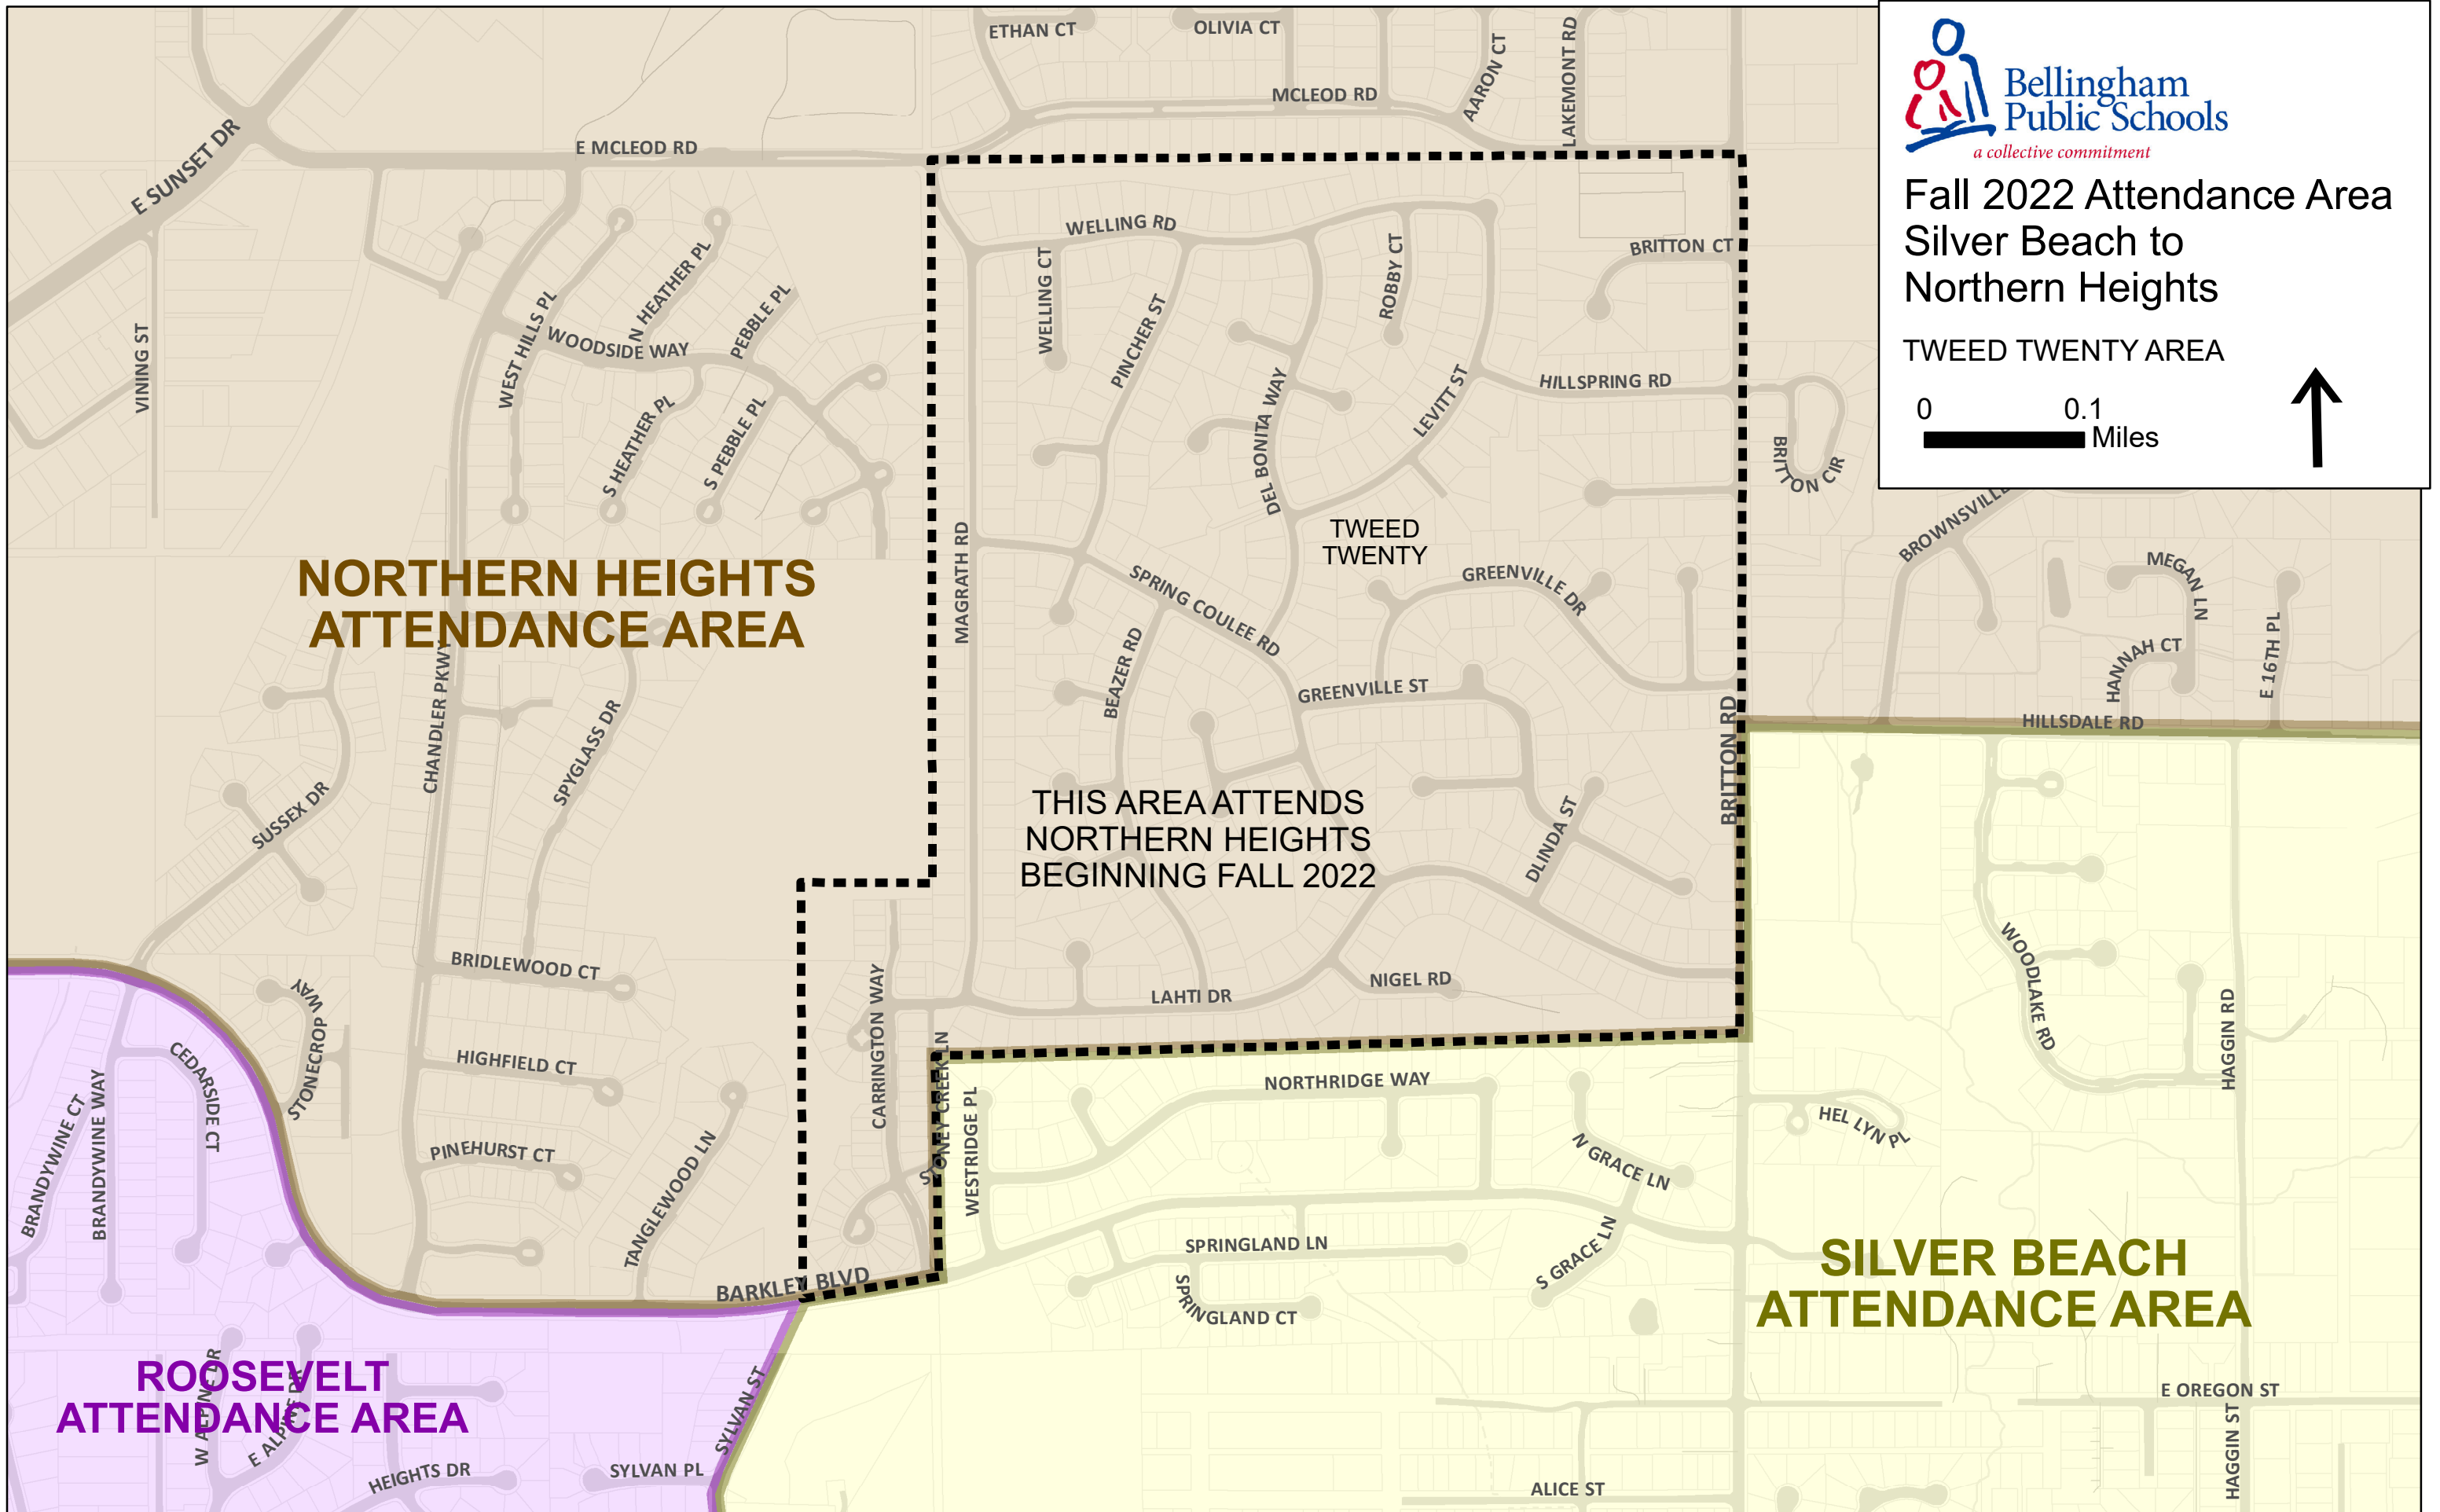 Bellingham
Public Schools
a collective commitment
Fall 2022 Attendance Area
Silver Beach to
Northern Heights
TWEED TWENTY AREA
0 0.1
Miles
ETHAN CT
OLIVIA CT
MCLEOD RD
AARON CT
LAKEMONT RD
E MCLEOD RD
E SUNSET DR
VINING ST
WEST HILLS PL
N HEATHER PL
PEBBLE PL
WOODSIDE WAY
S HEATHER PL
S PEBBLE PL
WELLING RD
WELLING CT
PINCHER ST
ROBBY CT
BRITTON CT
DEL BONITA WAY
LEVITT ST
HILLSPRING RD
BRITTON CIR
BROWNSVILLE
MEGAN LN
HANNAH CT
E 16TH PL
HILLSDALE RD
TWEED
TWENTY
MAGRATH RD
SPRING COULEE RD
GREENVILLE DR
BEAZER RD
GREENVILLE ST
BRITTON RD
NORTHERN HEIGHTS
ATTENDANCE AREA
CHANDLER PKWY
SPYGLASS DR
SUSSEX DR
THIS AREA ATTENDS
NORTHERN HEIGHTS
BEGINNING FALL 2022
DLINDA ST
BRIDLEWOOD CT
STONECROP WAY
CARRINGTON WAY
LAHTI DR
NIGEL RD
WOODLAKE RD
HAGGIN RD
HIGHFIELD CT
CEDARSIDE CT
BRANDYWINE CT
BRANDYWINE WAY
PINEHURST CT
TANGLEWOOD LN
STONEY CREEK LN
WESTRIDGE PL
NORTHRIDGE WAY
N GRACE LN
HEL LYN PL
SPRINGLAND LN
S GRACE LN
SPRINGLAND CT
BARKLEY BLVD
SILVER BEACH
ATTENDANCE AREA
ROOSEVELT
ATTENDANCE AREA
W ALPINE DR
E ALPINE DR
HEIGHTS DR
SYLVAN PL
SYLVAN ST
E OREGON ST
HAGGIN ST
ALICE ST